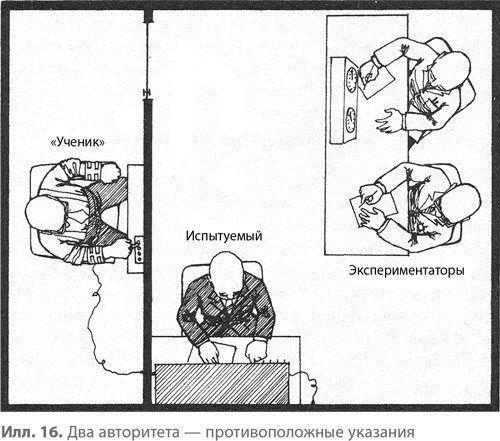 «Ученик»
Испытуемый
Экспериментаторы
Илл. 16. Два авторитета — противоположные указания